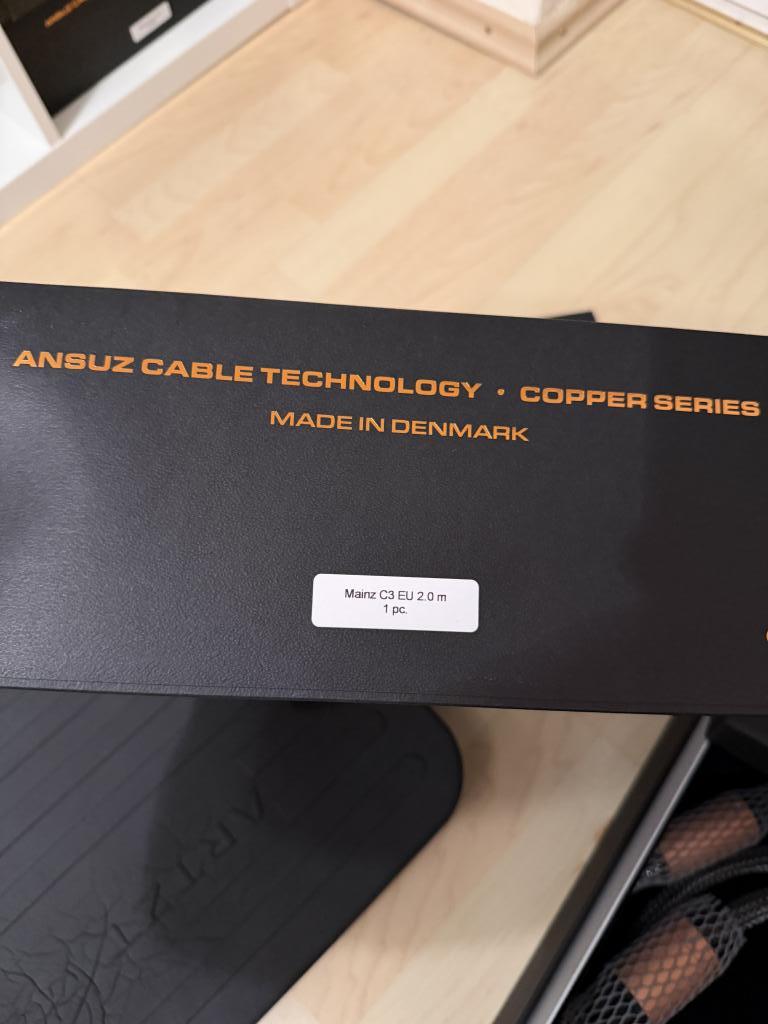 ANSUZ CABLE TECHNOLOGY • COPPER SERIES
MADE IN DENMARK
Mainz C3 EU 2.0 m
1 pc.